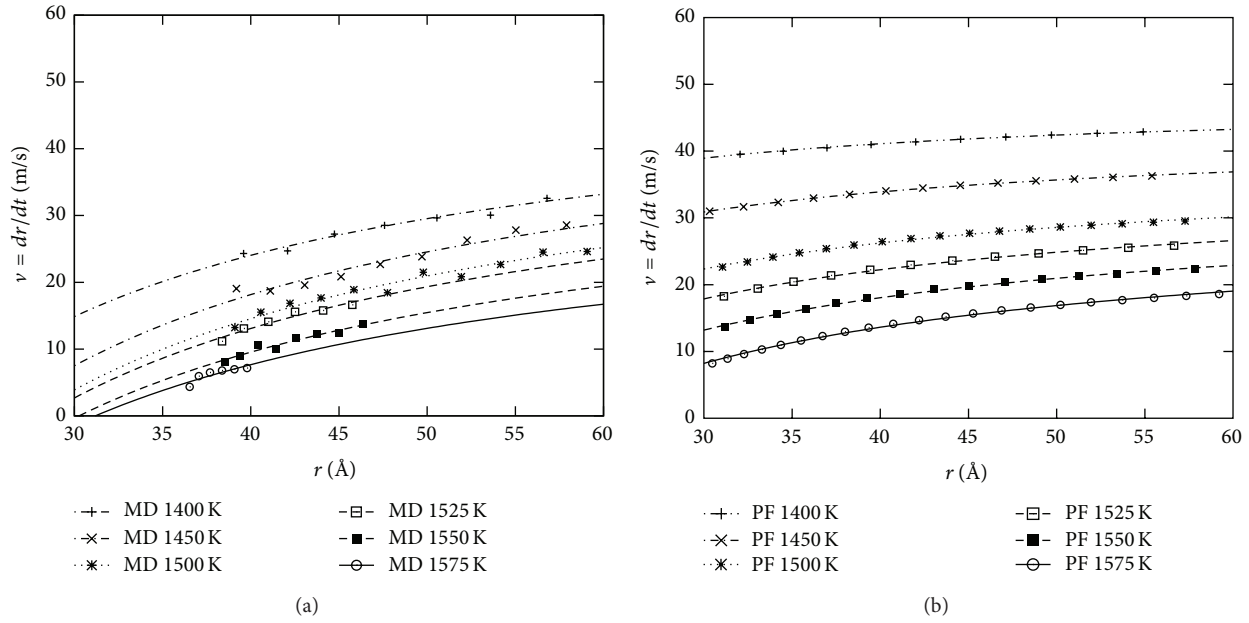 60
50
40
30
20
10
0
v = dr/dt (m/s)
30 35 40 45 50 55 60
r (Å)
MD 1400 K
MD 1450 K
MD 1500 K
MD 1525 K
MD 1550 K
MD 1575 K
(a)
60
50
40
30
20
10
0
v = dr/dt (m/s)
30 35 40 45 50 55 60
r (Å)
PF 1400 K
PF 1450 K
PF 1500 K
PF 1525 K
PF 1550 K
PF 1575 K
(b)